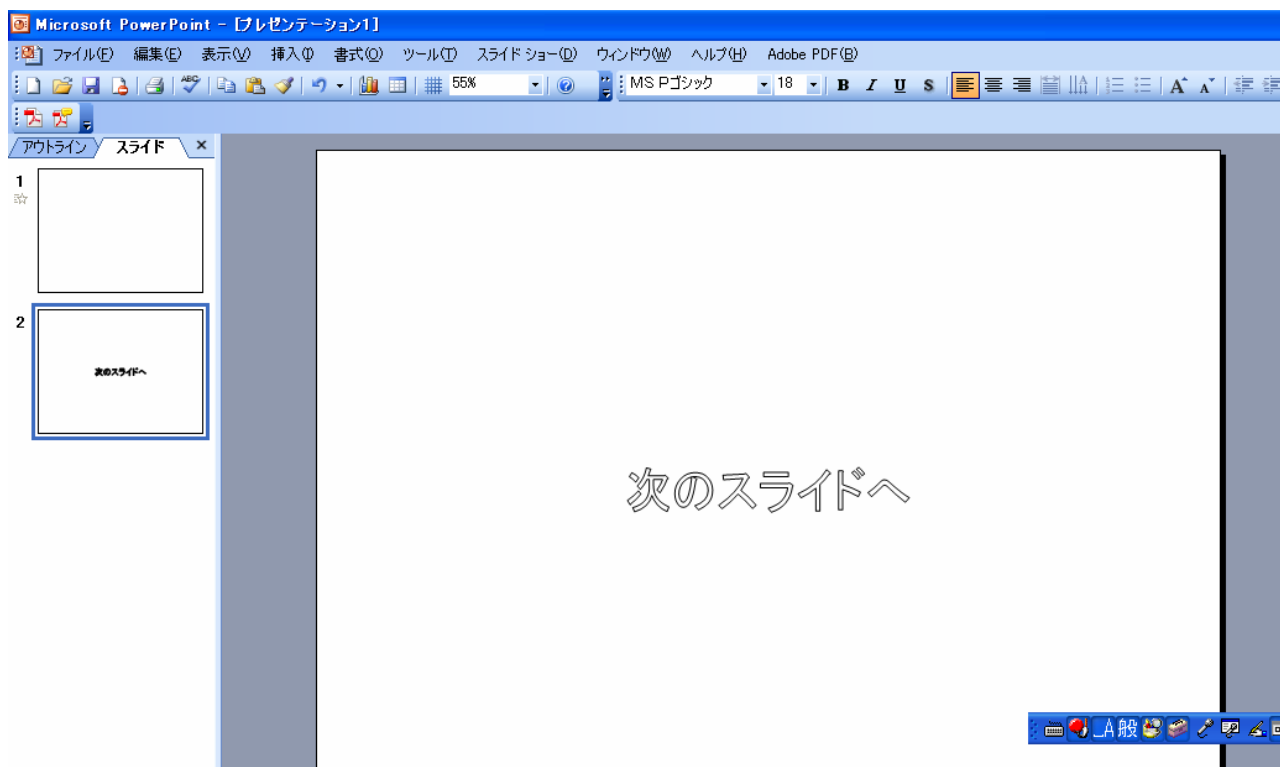 Microsoft PowerPoint - [プレゼンテーション1]
ファイル(F) 編集(E) 表示(V) 挿入(I) 書式(O) ツール(T) スライド ショー(D) ウィンドウ(W) ヘルプ(H) Adobe PDF(B)
55% MS Pゴシック 18 B I U S A A
アウトライン スライド ×
1
2
次のスライドへ
次のスライドへ
A 般